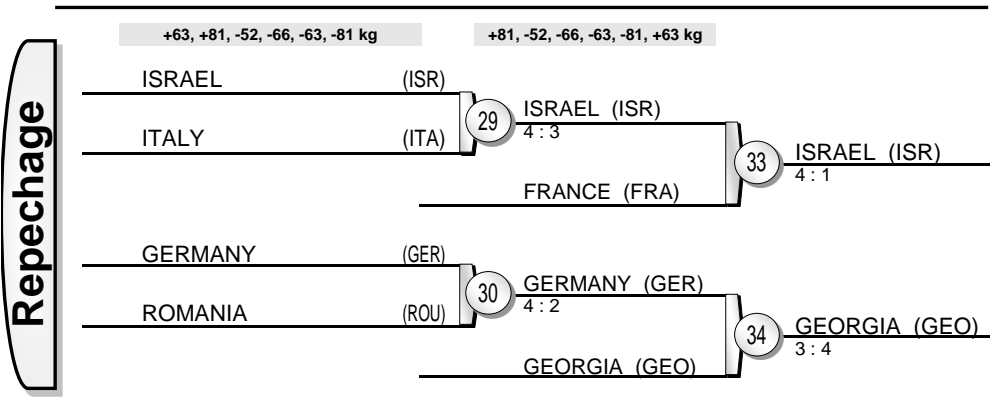 +63, +81, -52, -66, -63, -81 kg +81, -52, -66, -63, -81, +63 kg
Repechage
ISRAEL (ISR)
ITALY (ITA)
29
ISRAEL (ISR)
4 : 3
FRANCE (FRA)
33
ISRAEL (ISR)
4 : 1
GERMANY (GER)
ROMANIA (ROU)
30
GERMANY (GER)
4 : 2
GEORGIA (GEO)
34
GEORGIA (GEO)
3 : 4